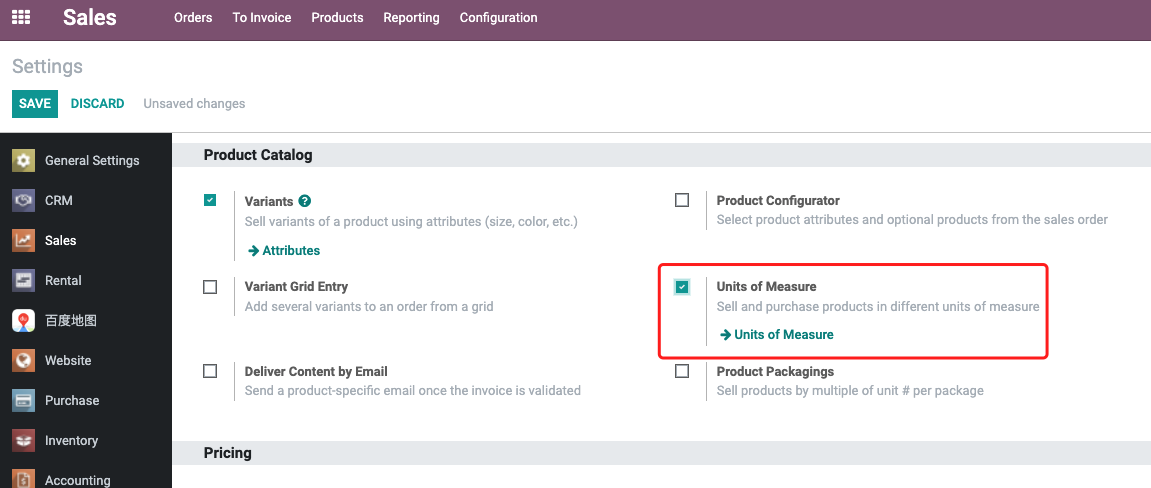 Sales Orders To Invoice Products Reporting Configuration
Settings
SAVE DISCARD Unsaved changes
General Settings
CRM
Sales
Rental
百度地图
Website
Purchase
Inventory
Accounting
Product Catalog
Variants ?
Sell variants of a product using attributes (size, color, etc.)
Attributes
Product Configurator
Select product attributes and optional products from the sales order
Variant Grid Entry
Add several variants to an order from a grid
Units of Measure
Sell and purchase products in different units of measure
Units of Measure
Deliver Content by Email
Send a product-specific email once the invoice is validated
Product Packagings
Sell products by multiple of unit # per package
Pricing